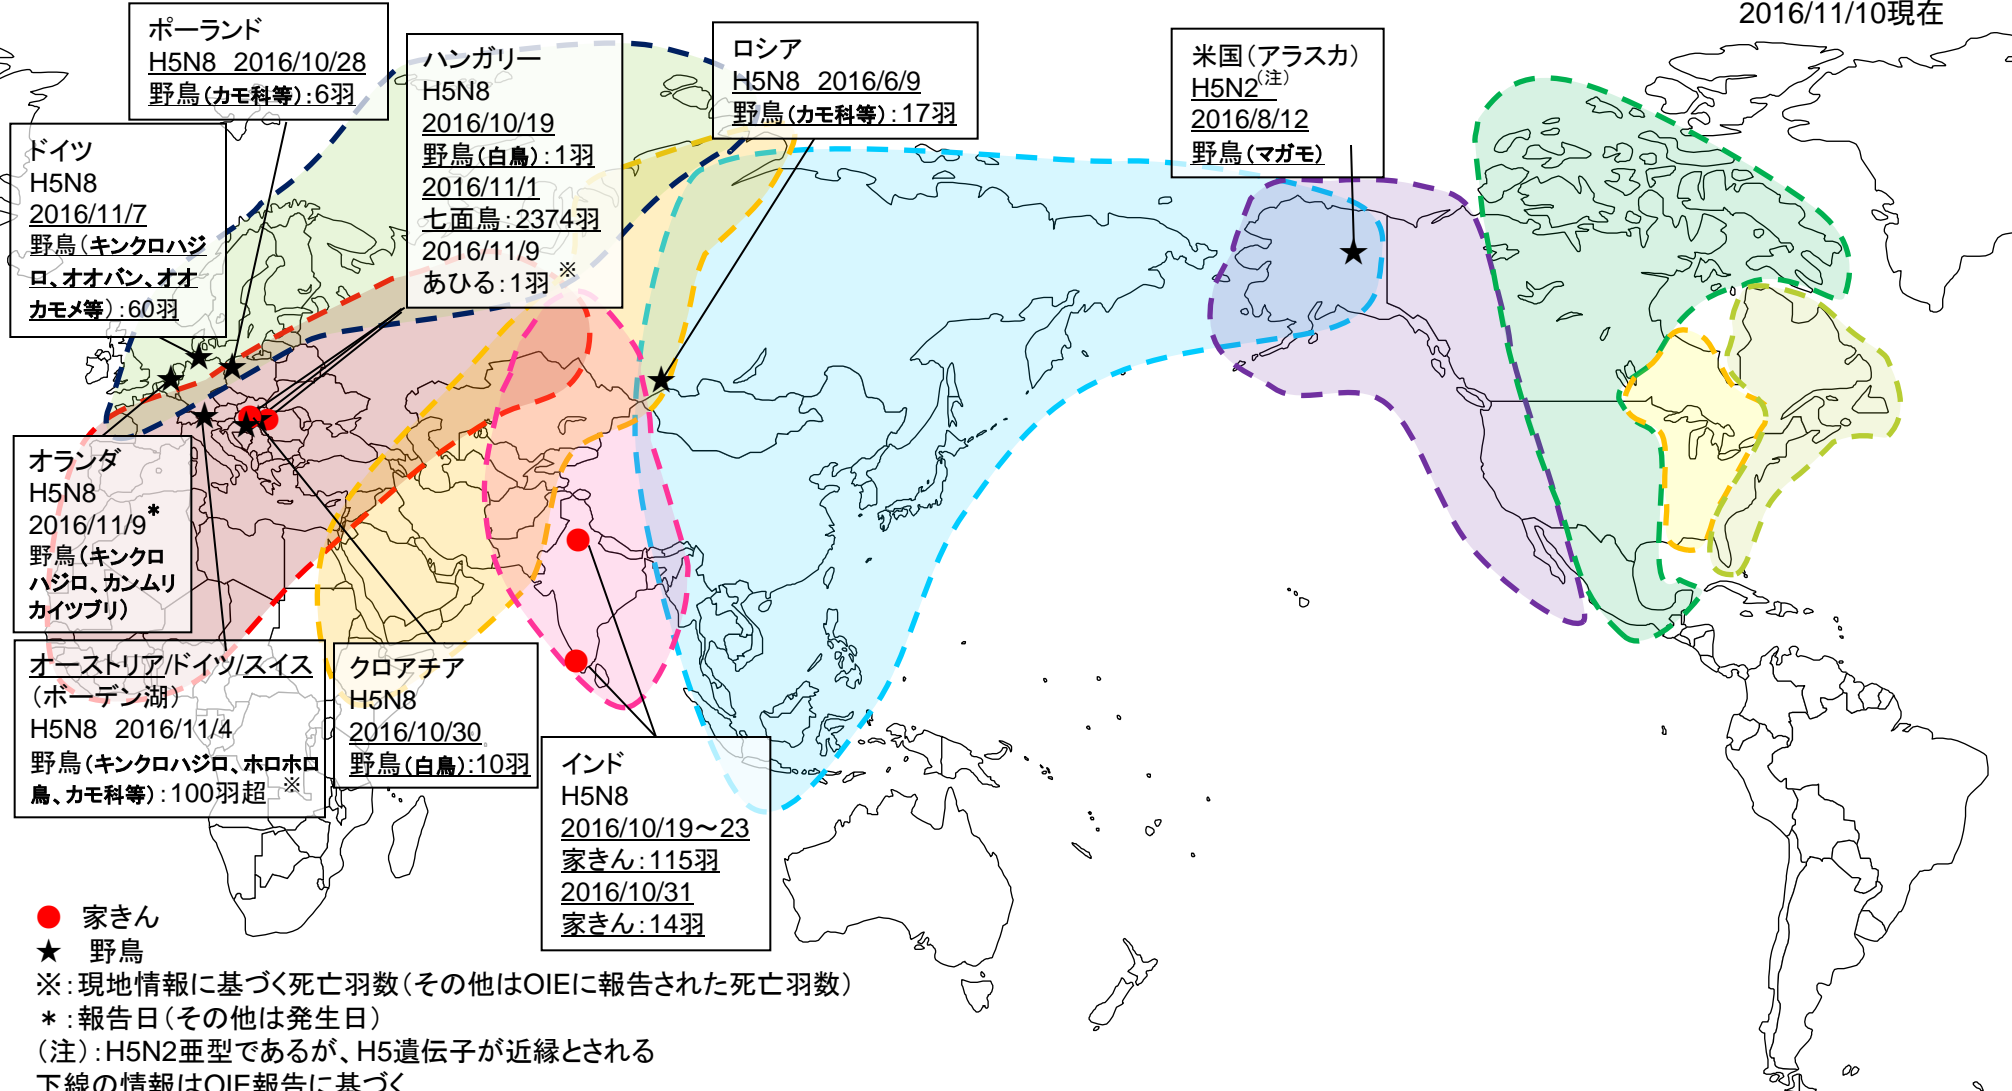 2016/11/10現在
ポーランド
H5N8 2016/10/28
野鳥(カモ科等):6羽
ハンガリー
H5N8
2016/10/19
野鳥(白鳥):1羽
2016/11/1
七面鳥:2374羽
2016/11/9
あひる:1羽 ※
ロシア
H5N8 2016/6/9
野鳥(カモ科等):17羽
米国(アラスカ)
H5N2(注)
2016/8/12
野鳥(マガモ)
ドイツ
H5N8
2016/11/7
野鳥(キンクロハジ
ロ、オオバン、オオ
カモメ等):60羽
オランダ
H5N8
2016/11/9*
野鳥(キンクロ
ハジロ、カンムリ
カイツブリ)
オーストリア/ドイツ/スイス
(ボーデン湖)
H5N8 2016/11/4
野鳥(キンクロハジロ、ホロホロ
鳥、カモ科等):100羽超 ※
クロアチア
H5N8
2016/10/30
野鳥(白鳥):10羽
インド
H5N8
2016/10/19～23
家きん:115羽
2016/10/31
家きん:14羽
● 家きん
★ 野鳥
※:現地情報に基づく死亡羽数(その他はOIEに報告された死亡羽数)
*:報告日(その他は発生日)
(注):H5N2亜型であるが、H5遺伝子が近縁とされる
下線の情報はOIE報告に基づく